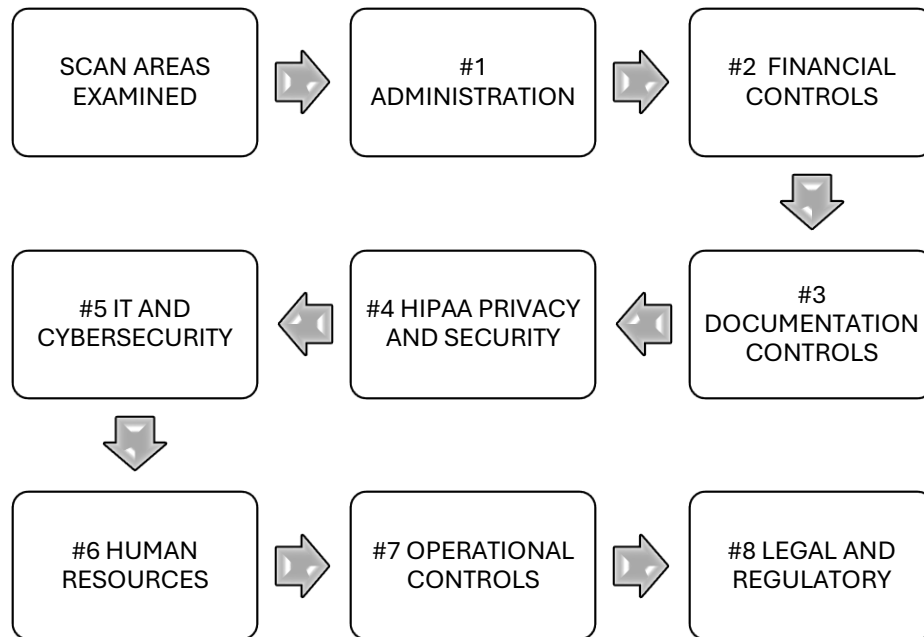 SCAN AREAS
EXAMINED
#1
ADMINISTRATION
#2 FINANCIAL
CONTROLS
#3
DOCUMENTATION
CONTROLS
#4 HIPAA PRIVACY
AND SECURITY
#5 IT AND
CYBERSECURITY
#6 HUMAN
RESOURCES
#7 OPERATIONAL
CONTROLS
#8 LEGAL AND
REGULATORY